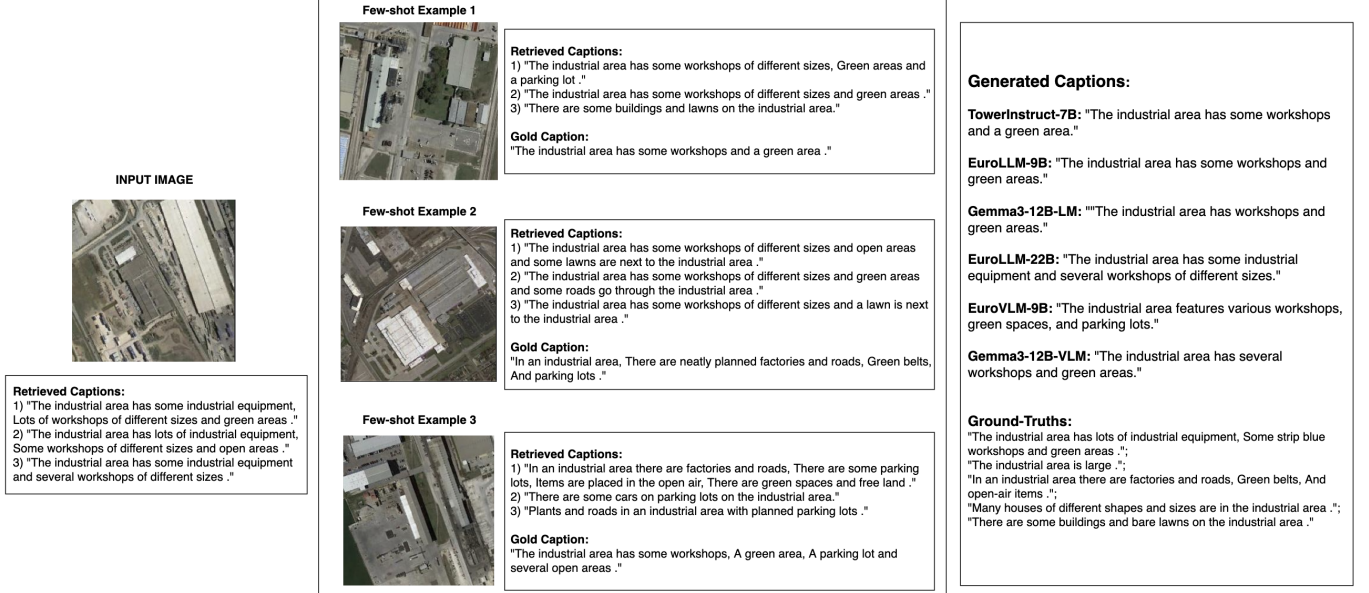 INPUT IMAGE
Retrieved Captions:
1) "The industrial area has some industrial equipment,
Lots of workshops of different sizes and green areas ."
2) "The industrial area has lots of industrial equipment,
Some workshops of different sizes and open areas ."
3) "The industrial area has some industrial equipment
and several workshops of different sizes ."
Few-shot Example 1
Retrieved Captions:
1) "The industrial area has some workshops of different sizes, Green areas and
a parking lot ."
2) "The industrial area has some workshops of different sizes and green areas ."
3) "There are some buildings and lawns on the industrial area."
Gold Caption:
"The industrial area has some workshops and a green area ."
Few-shot Example 2
Retrieved Captions:
1) "The industrial area has some workshops of different sizes and open areas
and some lawns are next to the industrial area ."
2) "The industrial area has some workshops of different sizes and green areas
and some roads go through the industrial area ."
3) "The industrial area has some workshops of different sizes and a lawn is next
to the industrial area ."
Gold Caption:
"In an industrial area, There are neatly planned factories and roads, Green belts,
And parking lots ."
Few-shot Example 3
Retrieved Captions:
1) "In an industrial area there are factories and roads, There are some parking
lots, Items are placed in the open air, There are green spaces and free land ."
2) "There are some cars on parking lots on the industrial area."
3) "Plants and roads in an industrial area with planned parking lots ."
Gold Caption:
"The industrial area has some workshops, A green area, A parking lot and
several open areas ."
Generated Captions:
TowerInstruct-7B: "The industrial area has some workshops
and a green area."
EuroLLM-9B: "The industrial area has some workshops and
green areas."
Gemma3-12B-LM: ""The industrial area has workshops and
green areas."
EuroLLM-22B: "The industrial area has some industrial
equipment and several workshops of different sizes."
EuroVLM-9B: "The industrial area features various workshops,
green spaces, and parking lots."
Gemma3-12B-VLM: "The industrial area has several
workshops and green areas."
Ground-Truths:
"The industrial area has lots of industrial equipment, Some strip blue
workshops and green areas .";
"The industrial area is large .";
"In an industrial area there are factories and roads, Green belts, And
open-air items .";
"Many houses of different shapes and sizes are in the industrial area .";
"There are some buildings and bare lawns on the industrial area ."